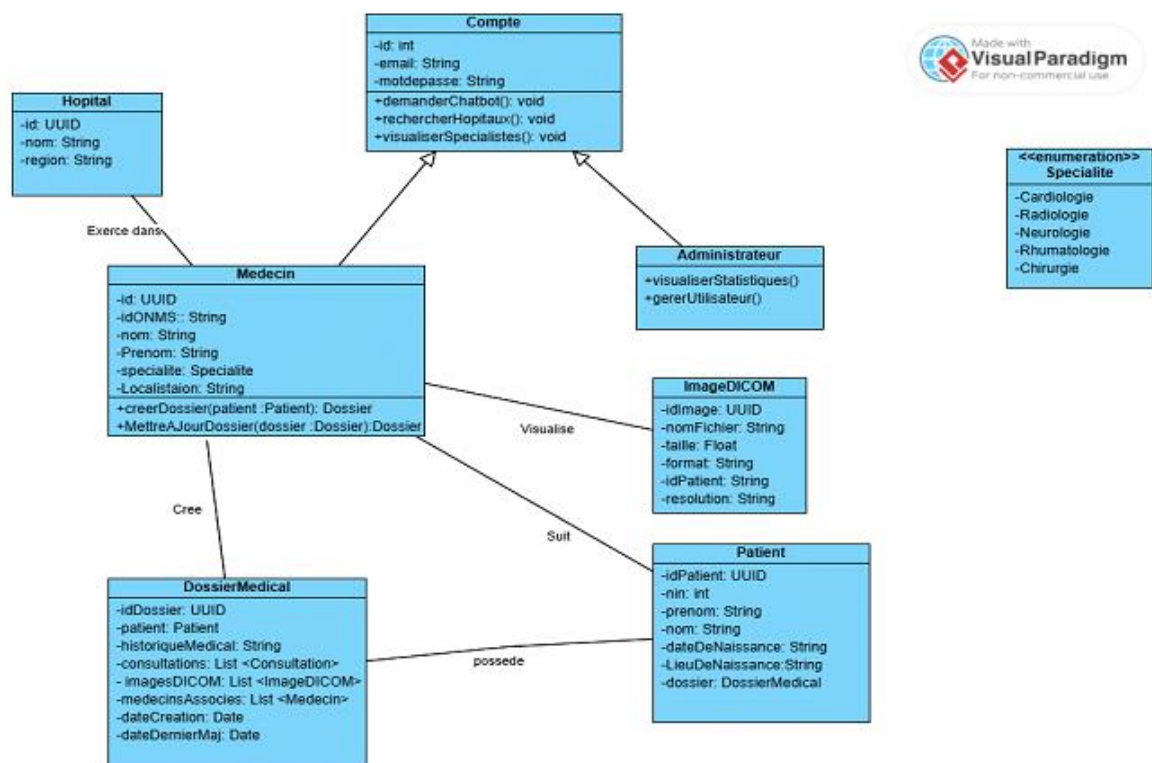 Compte
-id: int
-email: String
-motdepasse: String
+demanderChatbot(): void
+rechercherHopitaux(): void
+visualiserSpecialistes(): void
Made with
VisualParadigm
For non-commercial use
Hopital
-id: UUID
-nom: String
-region: String
<<enumeration>>
Specialite
-Cardiologie
-Radiologie
-Neurologie
-Rhumatologie
-Chirurgie
Exerce dans
Administrateur
+visualiserStatistiques()
+gererUtilisateur()
Medecin
-id: UUID
-idONMS:: String
-nom: String
-Prenom: String
-specialite: Specialite
-Localistaion: String
+creerDossier(patient :Patient): Dossier
+MettreAJourDossier(dossier :Dossier):Dossier
Visualise
ImageDICOM
-idImage: UUID
-nomFichier: String
-taille: Float
-format: String
-idPatient: String
-resolution: String
Cree
Suit
Patient
-idPatient: UUID
-nin: int
-prenom: String
-nom: String
-dateDeNaissance: String
-LieuDeNaissance:String
-dossier: DossierMedical
DossierMedical
-idDossier: UUID
-patient: Patient
-historiqueMedical: String
-consultations: List <Consultation>
- imagesDICOM: List <ImageDICOM>
-medecinsAssocies: List <Medecin>
-dateCreation: Date
-dateDernierMaj: Date
possede